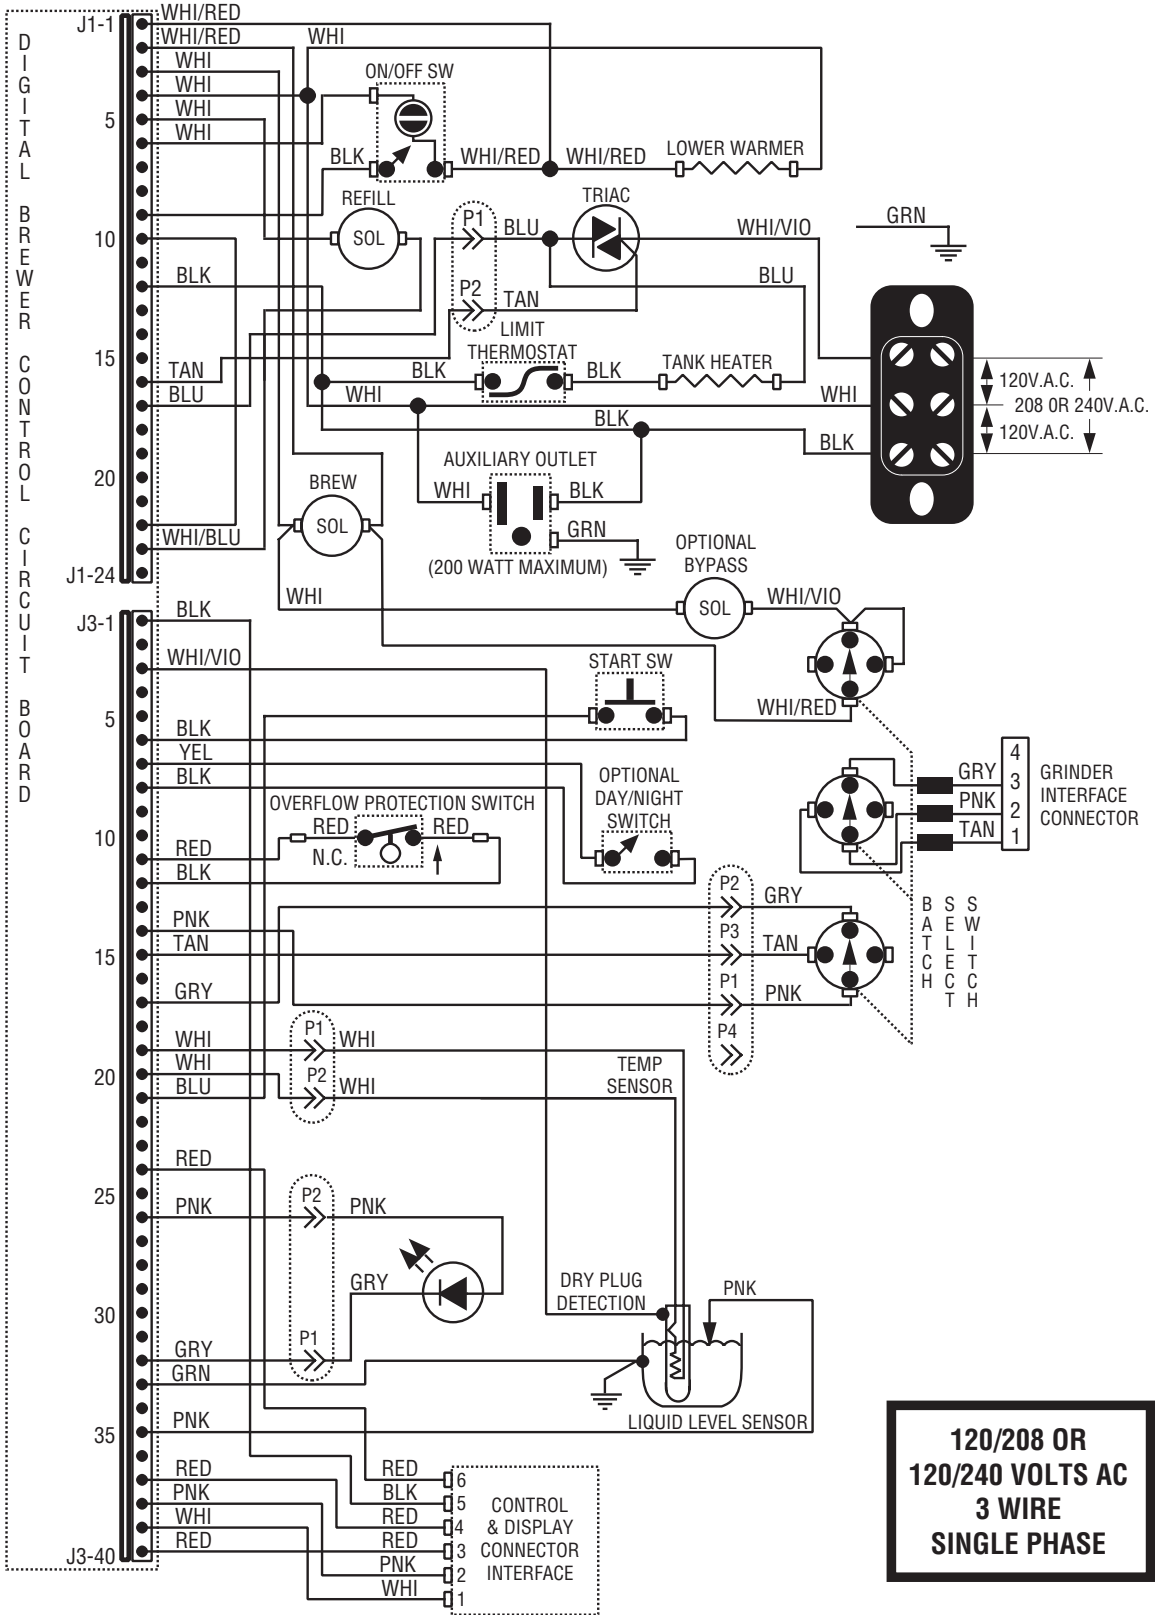 DIGITAL BREWER CONTROL CIRCUIT BOARD
J1-1
5
10
15
20
J1-24
WHI/RED
WHI/RED
WHI
WHI
WHI
WHI
BLK
TAN
BLU
WHI/BLU
WHI
ON/OFF SW
BLK
WHI/RED
WHI/RED
LOWER WARMER
REFILL
SOL
P1
BLU
TRIAC
WHI/VIO
GRN
P2
TAN
BLU
LIMIT
THERMOSTAT
BLK
BLK
TANK HEATER
WHI
WHI
BLK
BLK
120V.A.C.
208 OR 240V.A.C.
120V.A.C.
AUXILIARY OUTLET
WHI
BLK
GRN
(200 WATT MAXIMUM)
BREW
SOL
OPTIONAL
BYPASS
WHI
SOL
WHI/VIO
WHI/RED
J3-1
5
10
15
20
25
30
35
J3-40
BLK
WHI/VIO
BLK
YEL
BLK
RED
BLK
PNK
TAN
GRY
WHI
WHI
BLU
RED
PNK
GRY
GRN
PNK
RED
PNK
WHI
RED
START SW
OPTIONAL
DAY/NIGHT
SWITCH
OVERFLOW PROTECTION SWITCH
RED
RED
N.C.
GRY
PNK
TAN
4
3
2
1
GRINDER
INTERFACE
CONNECTOR
BATCH
SELECT
SWITCH
P2
GRY
P3
TAN
P1
PNK
P4
P1
WHI
P2
WHI
TEMP
SENSOR
P2
PNK
GRY
P1
DRY PLUG
DETECTION
PNK
LIQUID LEVEL SENSOR
RED
BLK
RED
RED
PNK
WHI
6
5
4
3
2
1
CONTROL
& DISPLAY
CONNECTOR
INTERFACE
120/208 OR
120/240 VOLTS AC
3 WIRE
SINGLE PHASE